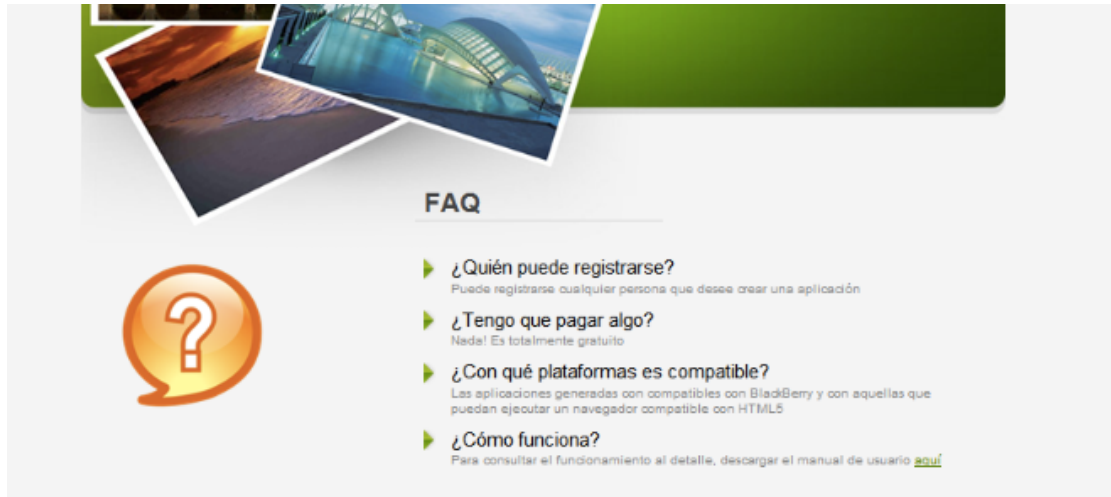 FAQ
¿Quién puede registrarse?
Puede registrarse cualquier persona que desee crear una aplicación
¿Tengo que pagar algo?
Nada! Es totalmente gratuito
¿Con qué plataformas es compatible?
Las aplicaciones generadas con compatibles con BlackBerry y con aquellas que
puedan ejecutar un navegador compatible con HTML5
¿Cómo funciona?
Para consultar el funcionamiento al detalle, descargar el manual de usuario aquí